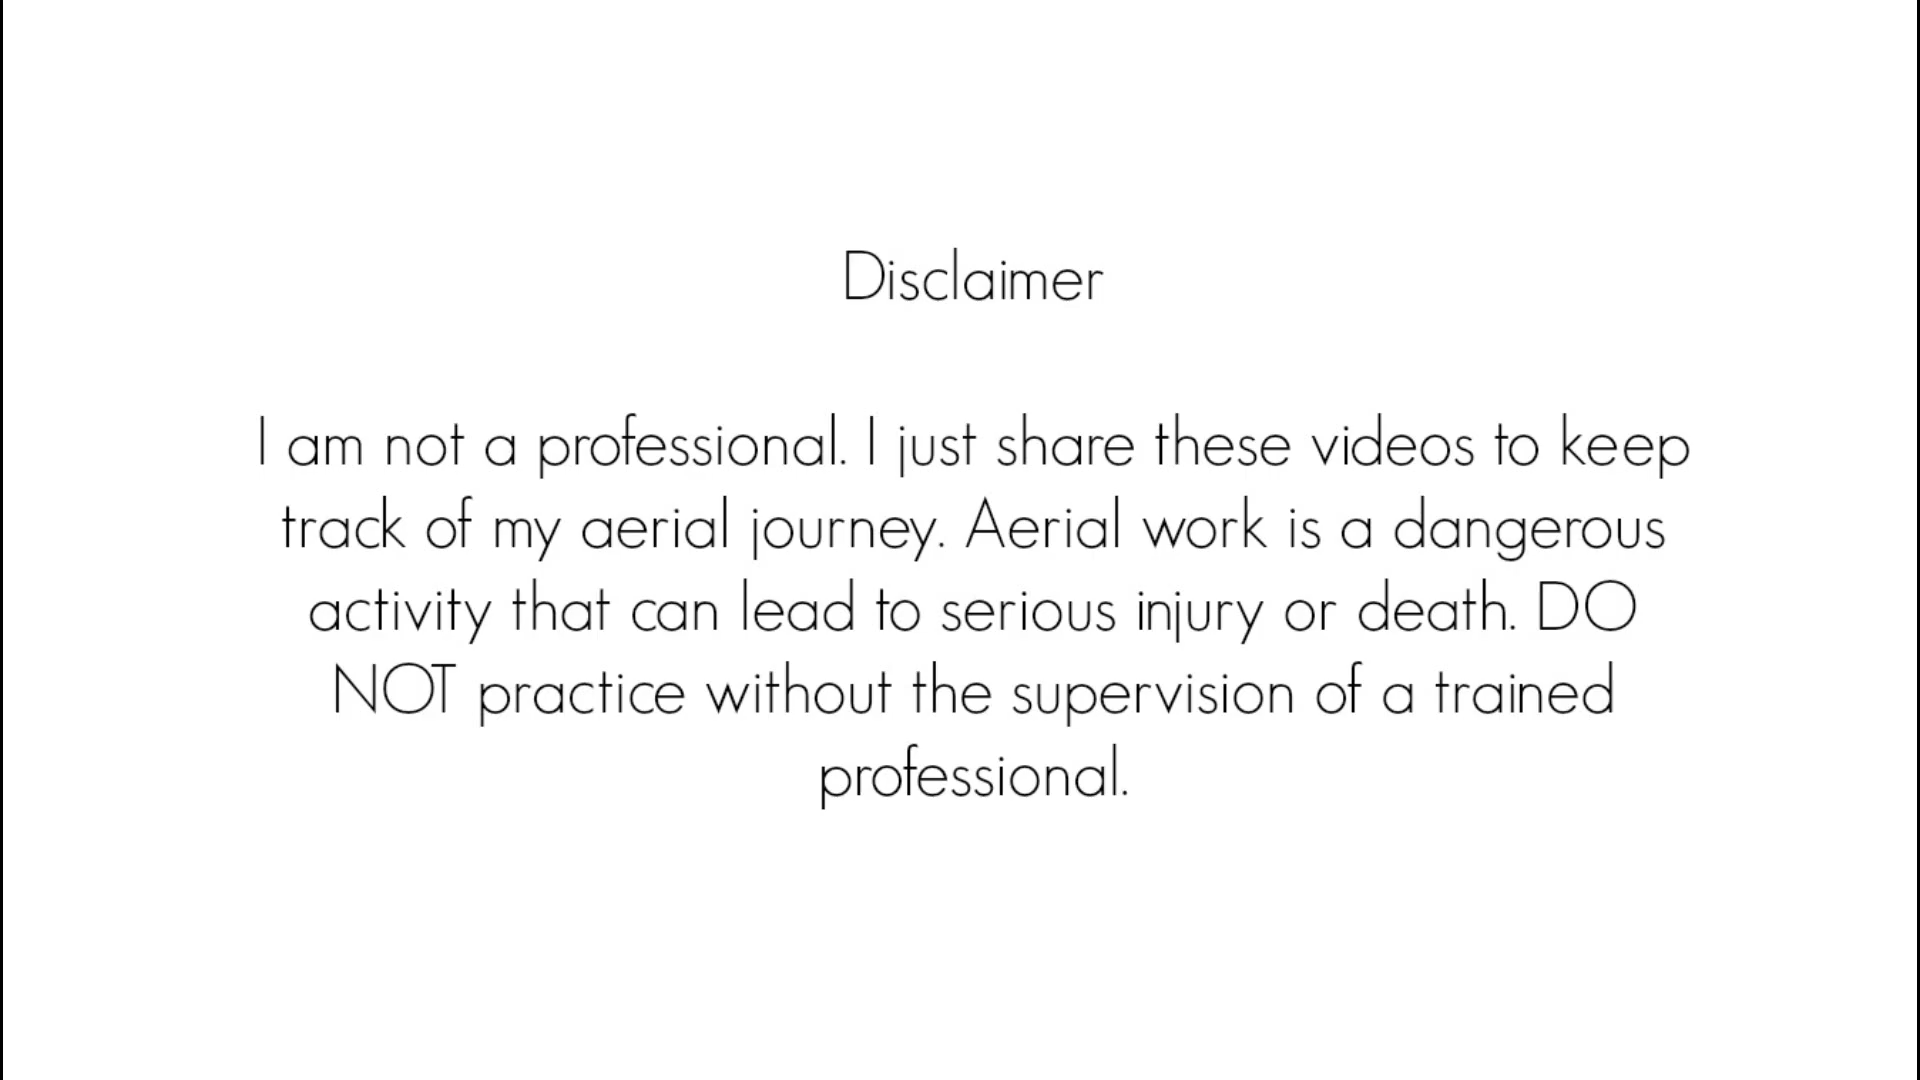 Disclaimer
I am not a professional. I just share these videos to keep
track of my aerial journey. Aerial work is a dangerous
activity that can lead to serious injury or death. DO
NOT practice without the supervision of a trained
professional.